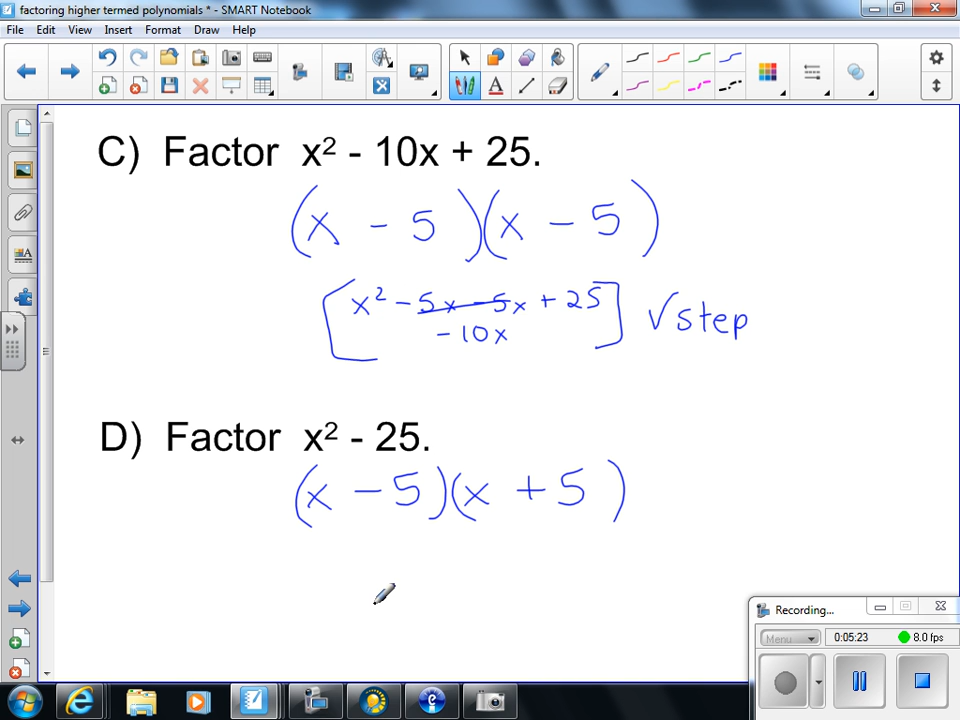 factoring higher termed polynomials * - SMART Notebook
File Edit View Insert Format Draw Help
C) Factor x² - 10x + 25.
(x - 5)(x - 5)
[x² - 5x - 5x + 25] √ step
- 10x
D) Factor x² - 25.
(x - 5)(x + 5)
Recording...
Menu 0:05:23 8.0 fps